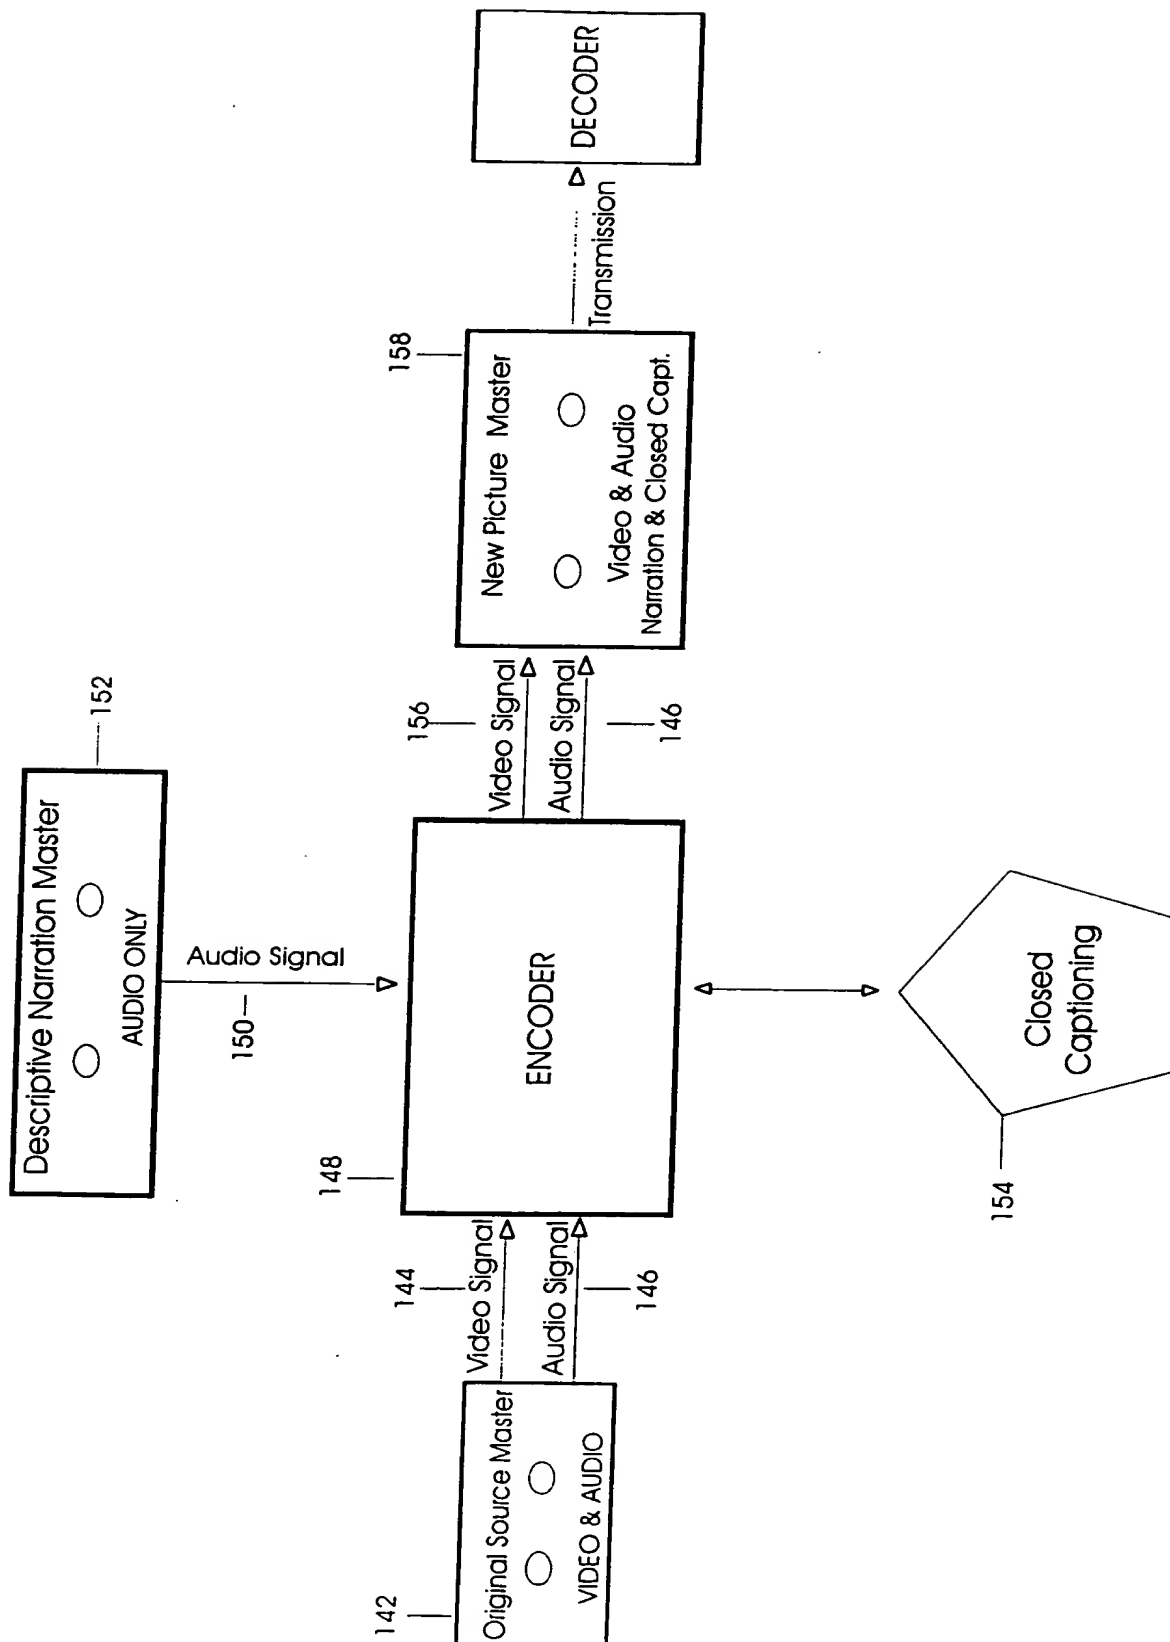 Descriptive Narration Master
AUDIO ONLY
152
Audio Signal
150
142
Original Source Master
VIDEO & AUDIO
144
Video Signal
Audio Signal
146
148
ENCODER
156
Video Signal
Audio Signal
146
158
New Picture Master
Video & Audio
Narration & Closed Capt.
Transmission
DECODER
154
Closed
Captioning